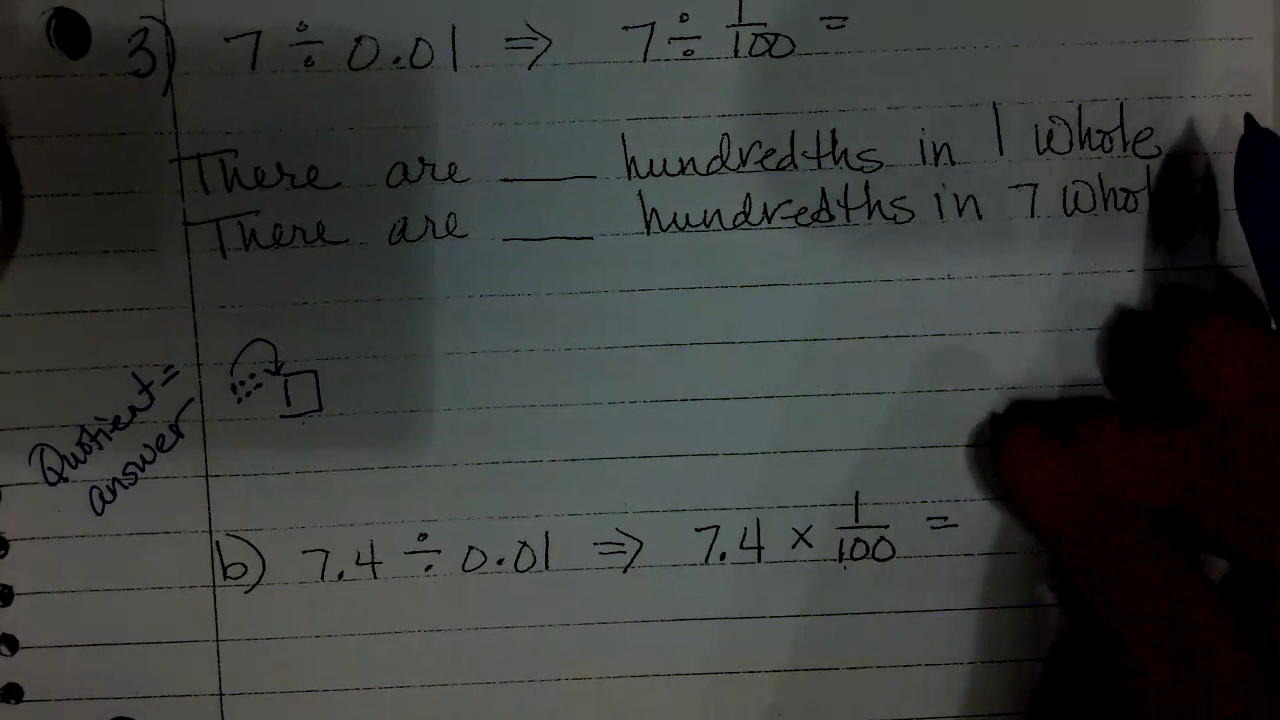 3) 7 ÷ 0.01 ⇒ 7 ÷ 1/100 =
There are ___ hundredths in 1 whole
There are ___ hundredths in 7 whol
Quotient =
answer
b) 7.4 ÷ 0.01 ⇒ 7.4 × 1/100 =